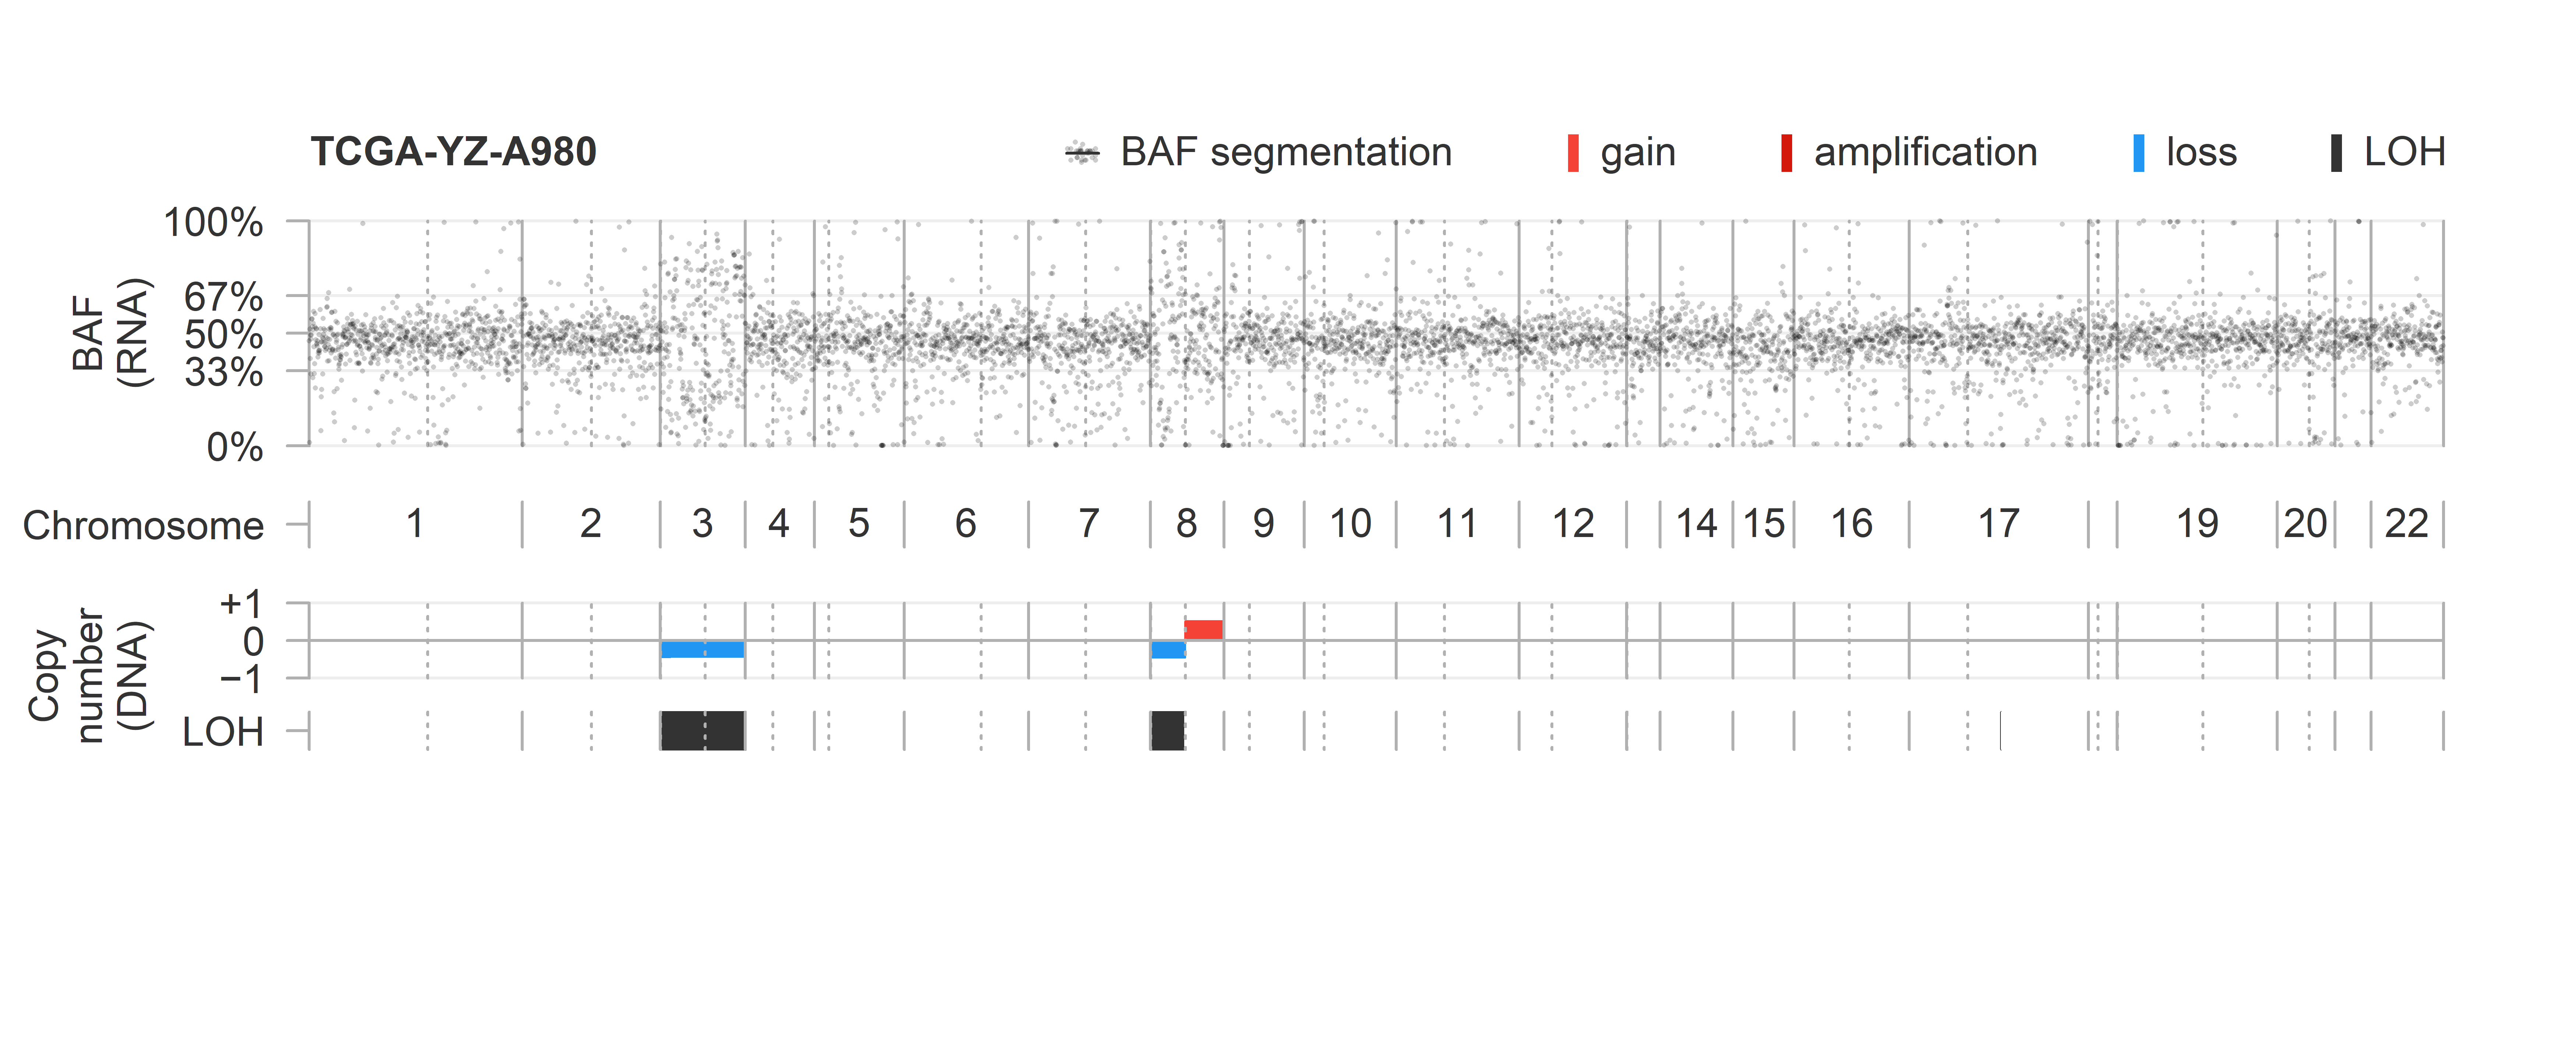 TCGA-YZ-A980
BAF segmentation
gain
amplification
loss
LOH
BAF
(RNA)
100%
67%
50%
33%
0%
Chromosome
1 2 3 4 5 6 7 8 9 10 11 12 14 15 16 17 19 20 22
Copy
number
(DNA)
+1
0
−1
LOH